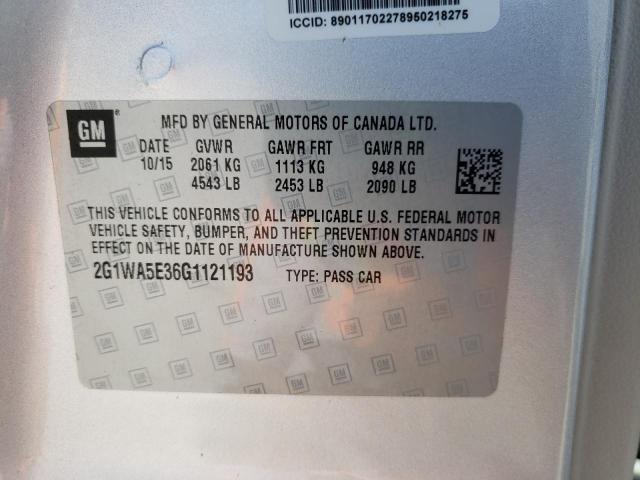 ICCID: 89011702278950218275
GM
MFD BY GENERAL MOTORS OF CANADA LTD.
DATE GVWR GAWR FRT GAWR RR
10/15 2061 KG 1113 KG 948 KG
4543 LB 2453 LB 2090 LB
THIS VEHICLE CONFORMS TO ALL APPLICABLE U.S. FEDERAL MOTOR
VEHICLE SAFETY, BUMPER, AND THEFT PREVENTION STANDARDS IN
EFFECT ON THE DATE OF MANUFACTURE SHOWN ABOVE.
2G1WA5E36G1121193 TYPE: PASS CAR